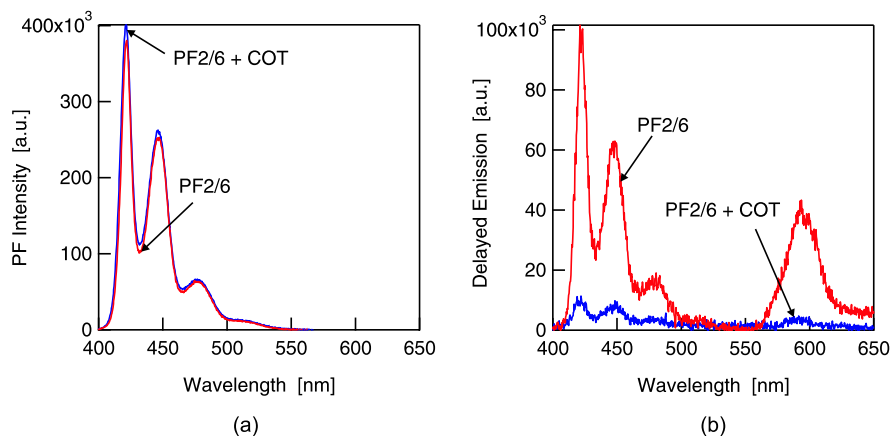 400x10³
300
200
100
0
400
450
500
550
600
650
PF Intensity [a.u.]
Wavelength [nm]
PF2/6 + COT
PF2/6
(a)
100x10³
80
60
40
20
0
400
450
500
550
600
650
Delayed Emission [a.u.]
Wavelength [nm]
PF2/6
PF2/6 + COT
(b)